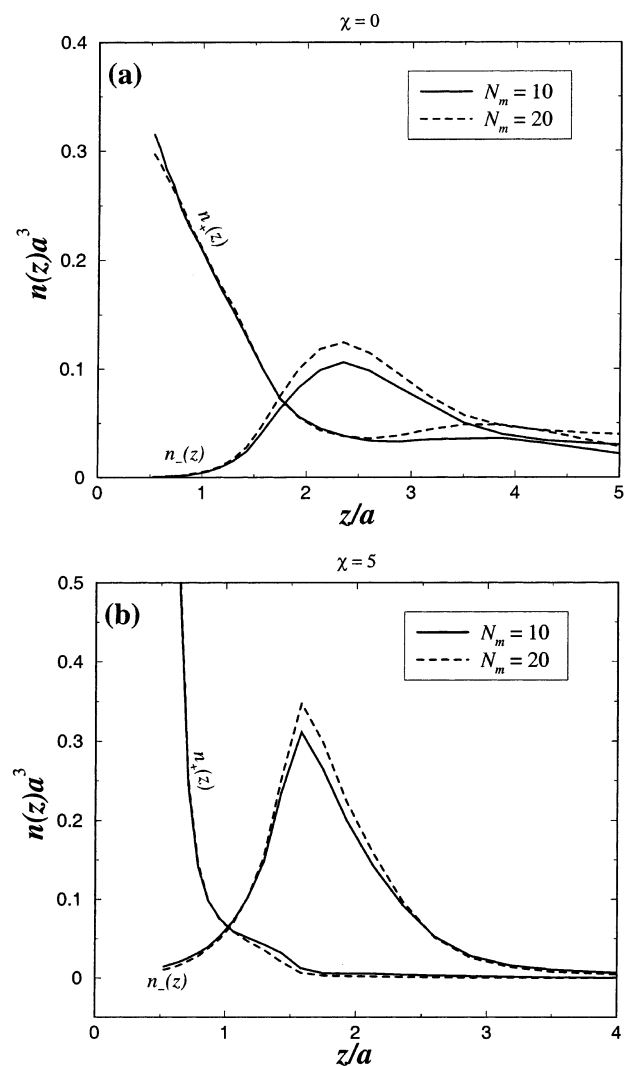 χ = 0
(a)
N_m = 10
N_m = 20
n_+(z)
n_-(z)
n(z)a^3
0.4
0.3
0.2
0.1
0
0 1 2 3 4 5
z/a
χ = 5
(b)
N_m = 10
N_m = 20
n_+(z)
n_-(z)
n(z)a^3
0.5
0.4
0.3
0.2
0.1
0
0 1 2 3 4
z/a